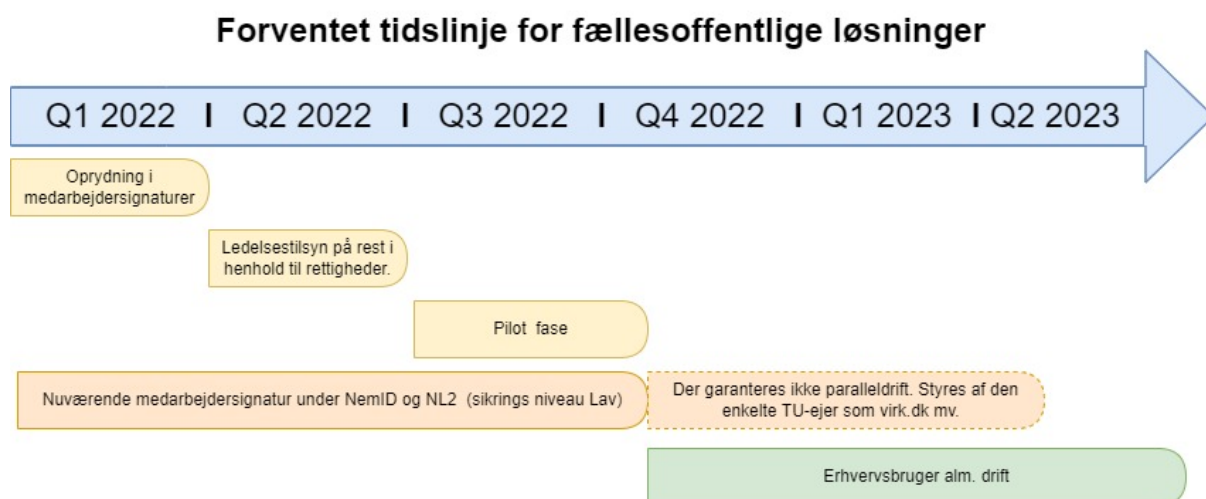 Forventet tidslinje for fællesoffentlige løsninger
Q1 2022 I Q2 2022 I Q3 2022 I Q4 2022 I Q1 2023 I Q2 2023
Oprydning i
medarbejdersignaturer
Ledelsestilsyn på rest i
henhold til rettigheder.
Pilot fase
Nuværende medarbejdersignatur under NemID og NL2 (sikrings niveau Lav)
Der garanteres ikke paralleldrift. Styres af den
enkelte TU-ejer som virk.dk mv.
Erhvervsbruger alm. drift